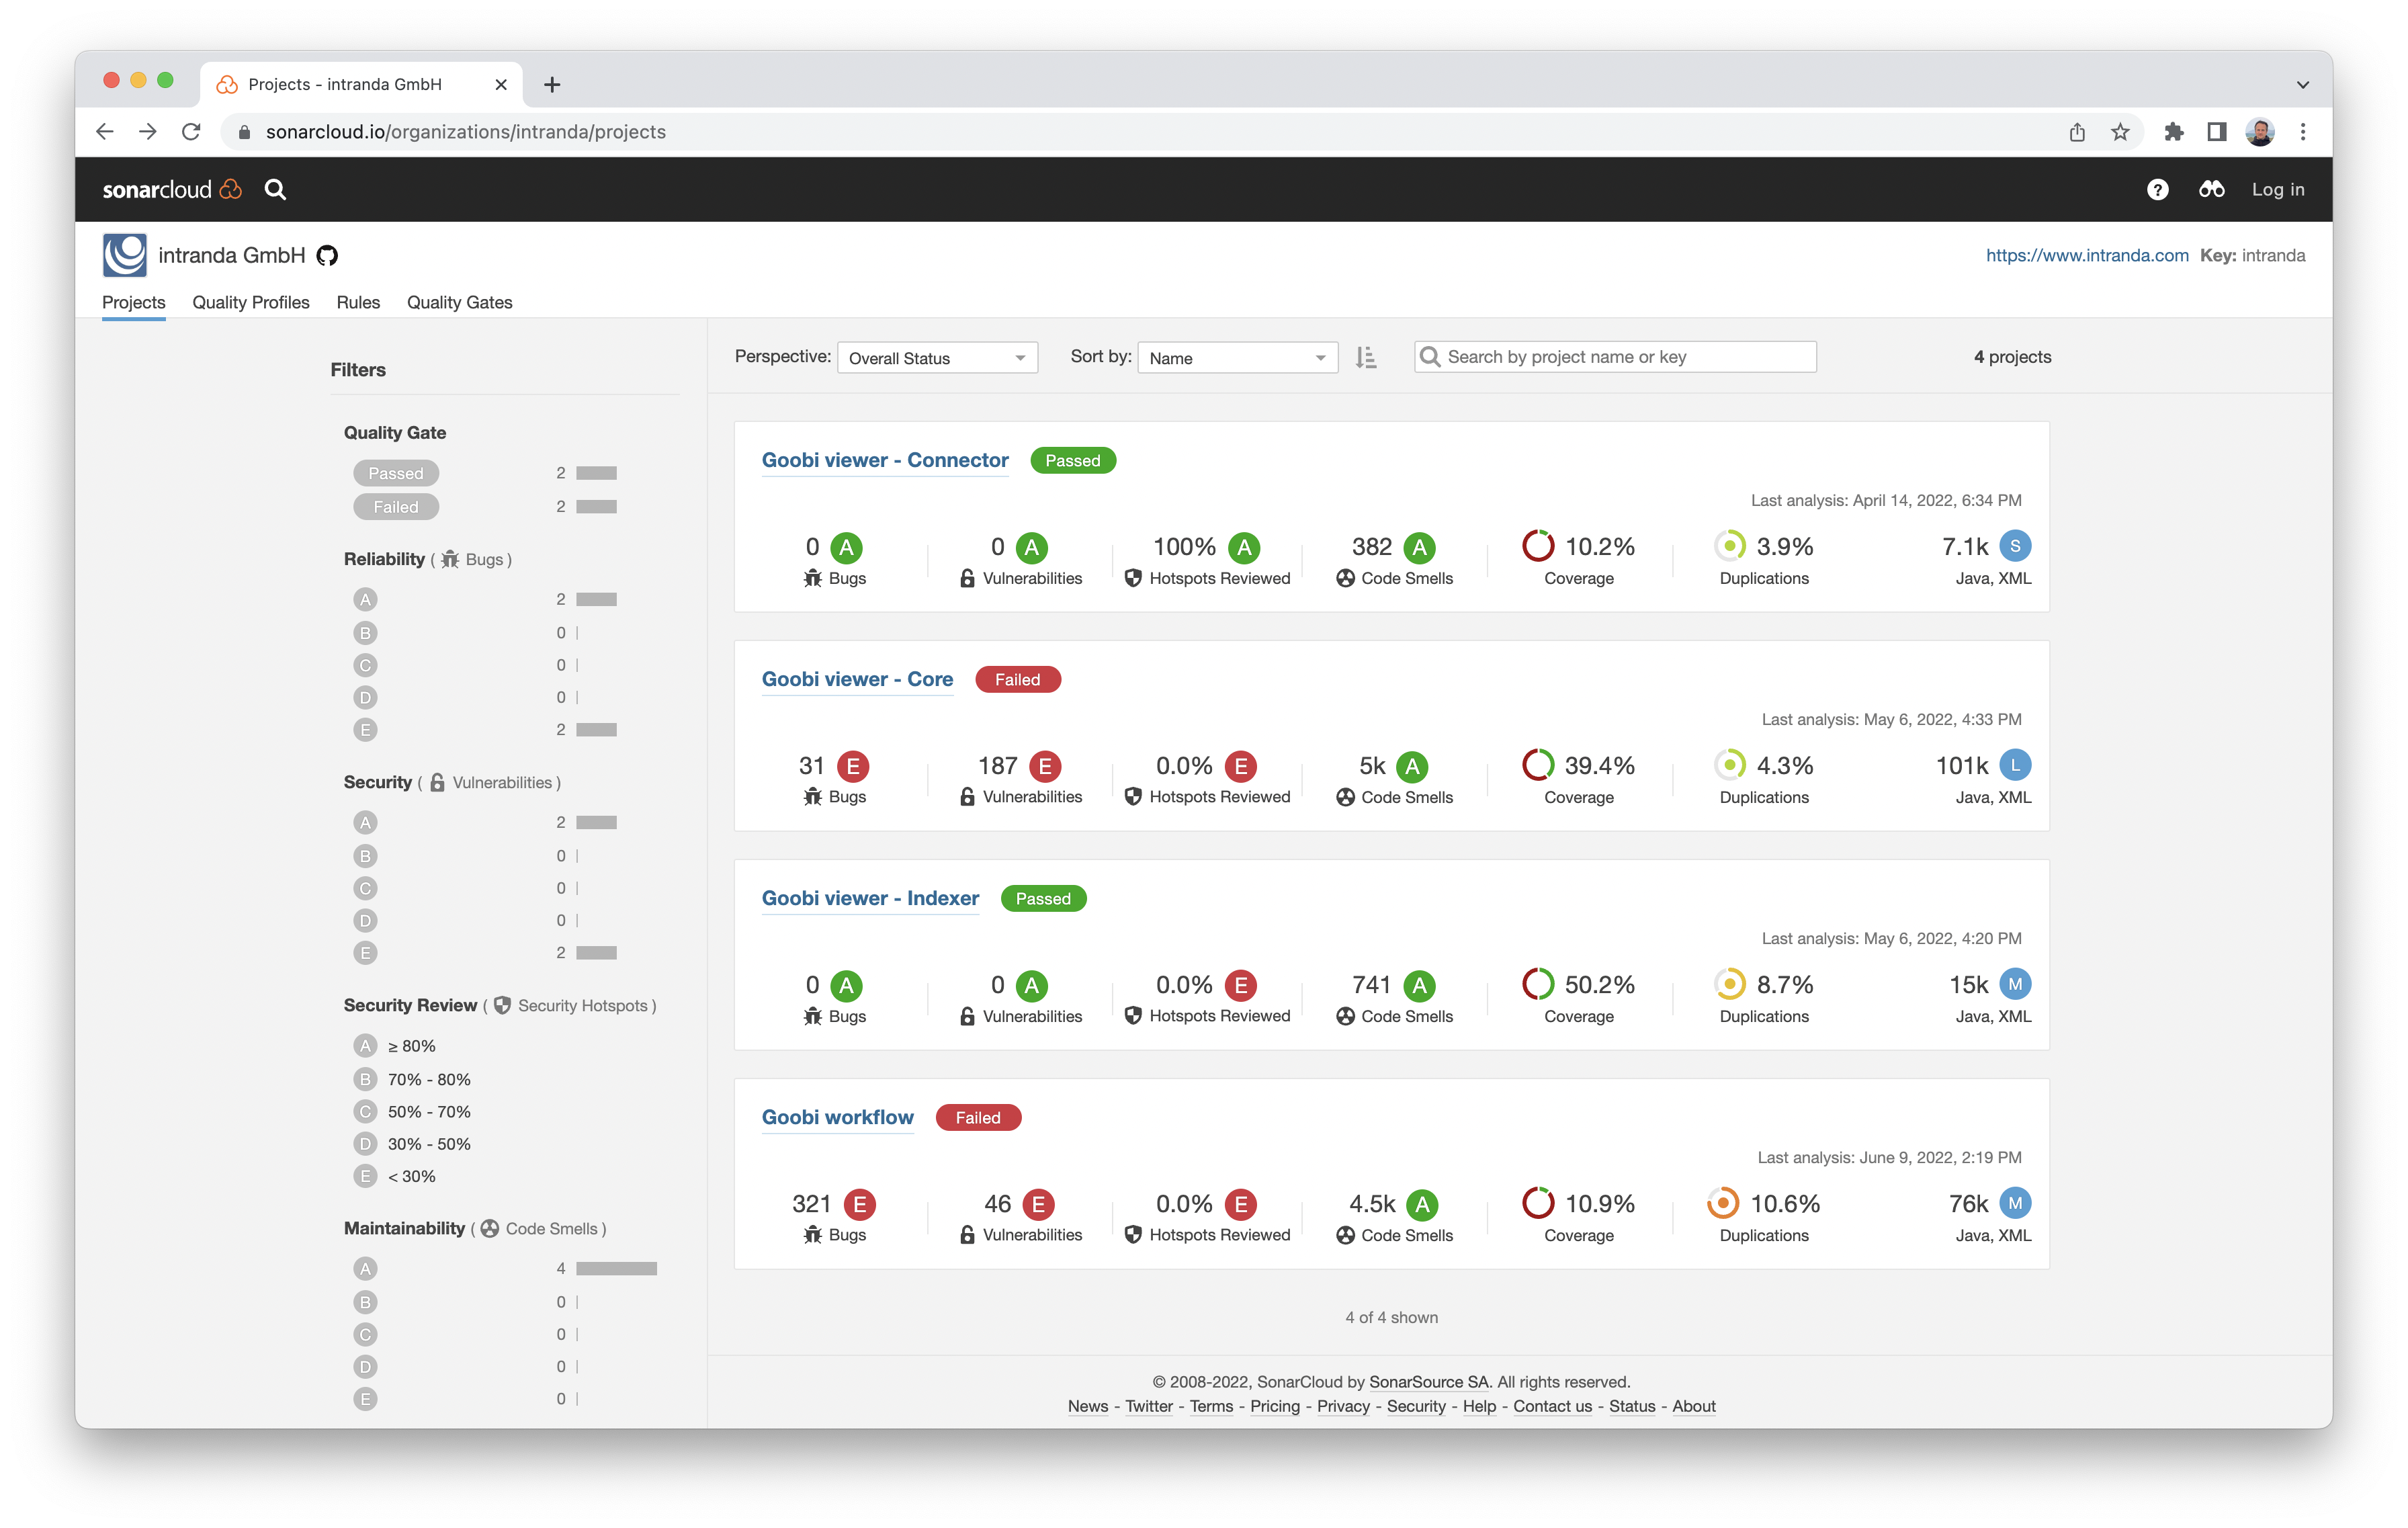 Projects - intranda GmbH
sonarcloud.io/organizations/intranda/projects
sonarcloud
Log in
intranda GmbH
https://www.intranda.com Key: intranda
Projects Quality Profiles Rules Quality Gates
Filters
Quality Gate
Passed 2
Failed 2
Reliability ( Bugs )
A 2
B 0
C 0
D 0
E 2
Security ( Vulnerabilities )
A 2
B 0
C 0
D 0
E 2
Security Review ( Security Hotspots )
A ≥ 80%
B 70% - 80%
C 50% - 70%
D 30% - 50%
E < 30%
Maintainability ( Code Smells )
A 4
B 0
C 0
D 0
E 0
Perspective: Overall Status Sort by: Name Search by project name or key 4 projects
Goobi viewer - Connector Passed
Last analysis: April 14, 2022, 6:34 PM
0 A 0 A 100% A 382 A 10.2% 3.9% 7.1k S
Bugs Vulnerabilities Hotspots Reviewed Code Smells Coverage Duplications Java, XML
Goobi viewer - Core Failed
Last analysis: May 6, 2022, 4:33 PM
31 E 187 E 0.0% E 5k A 39.4% 4.3% 101k L
Bugs Vulnerabilities Hotspots Reviewed Code Smells Coverage Duplications Java, XML
Goobi viewer - Indexer Passed
Last analysis: May 6, 2022, 4:20 PM
0 A 0 A 0.0% E 741 A 50.2% 8.7% 15k M
Bugs Vulnerabilities Hotspots Reviewed Code Smells Coverage Duplications Java, XML
Goobi workflow Failed
Last analysis: June 9, 2022, 2:19 PM
321 E 46 E 0.0% E 4.5k A 10.9% 10.6% 76k M
Bugs Vulnerabilities Hotspots Reviewed Code Smells Coverage Duplications Java, XML
4 of 4 shown
© 2008-2022, SonarCloud by SonarSource SA. All rights reserved.
News - Twitter - Terms - Pricing - Privacy - Security - Help - Contact us - Status - About